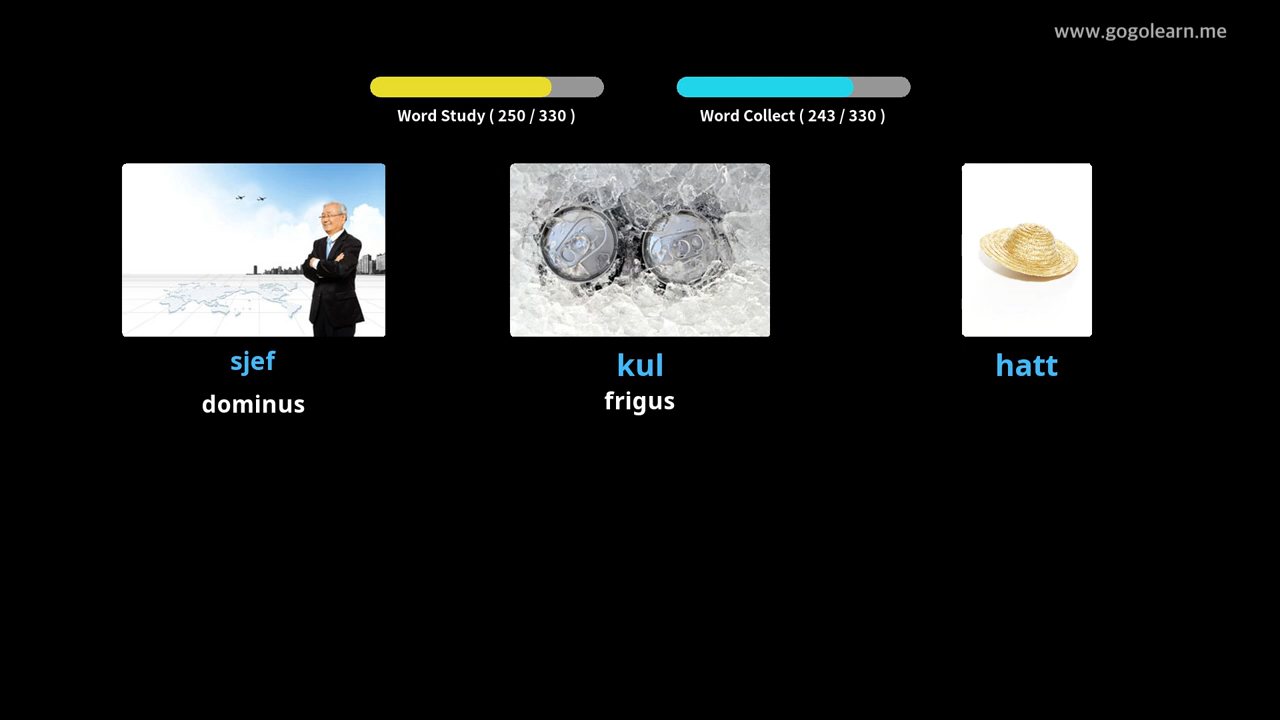 www.gogolearn.me
Word Study ( 250 / 330 )
Word Collect ( 243 / 330 )
sjef
dominus
kul
frigus
hatt